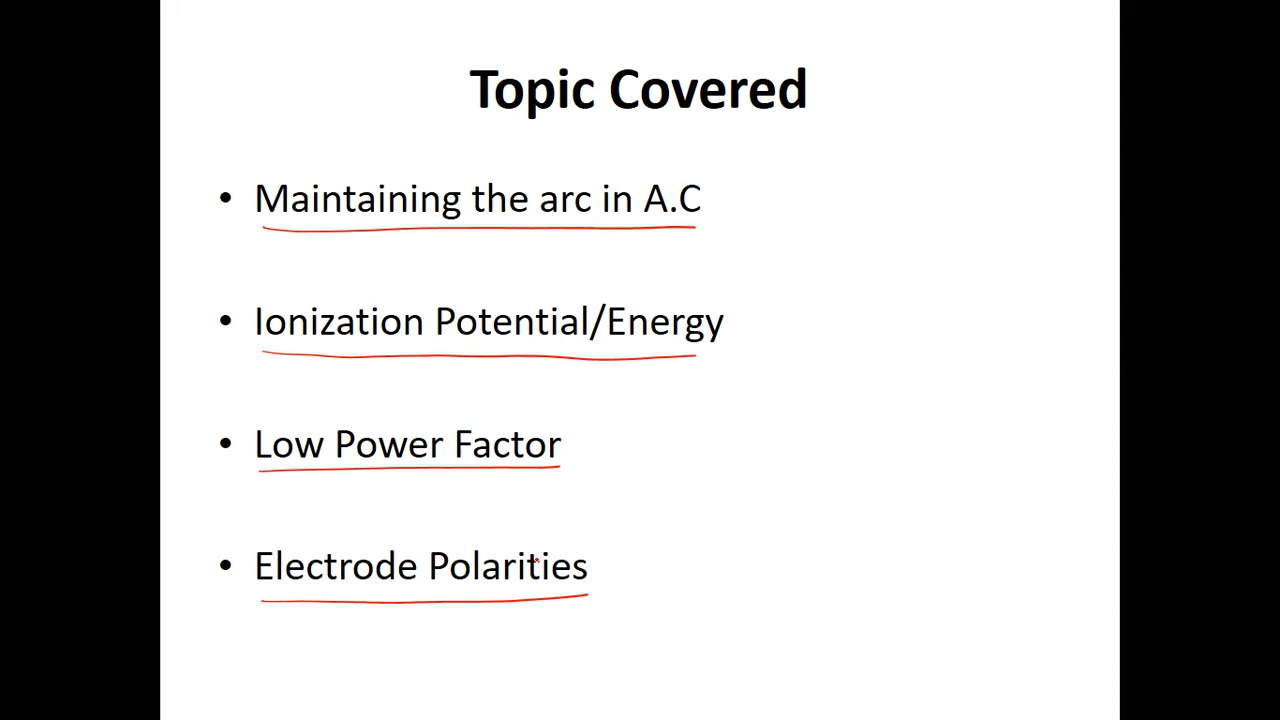 Topic Covered
• Maintaining the arc in A.C
• Ionization Potential/Energy
• Low Power Factor
• Electrode Polarities